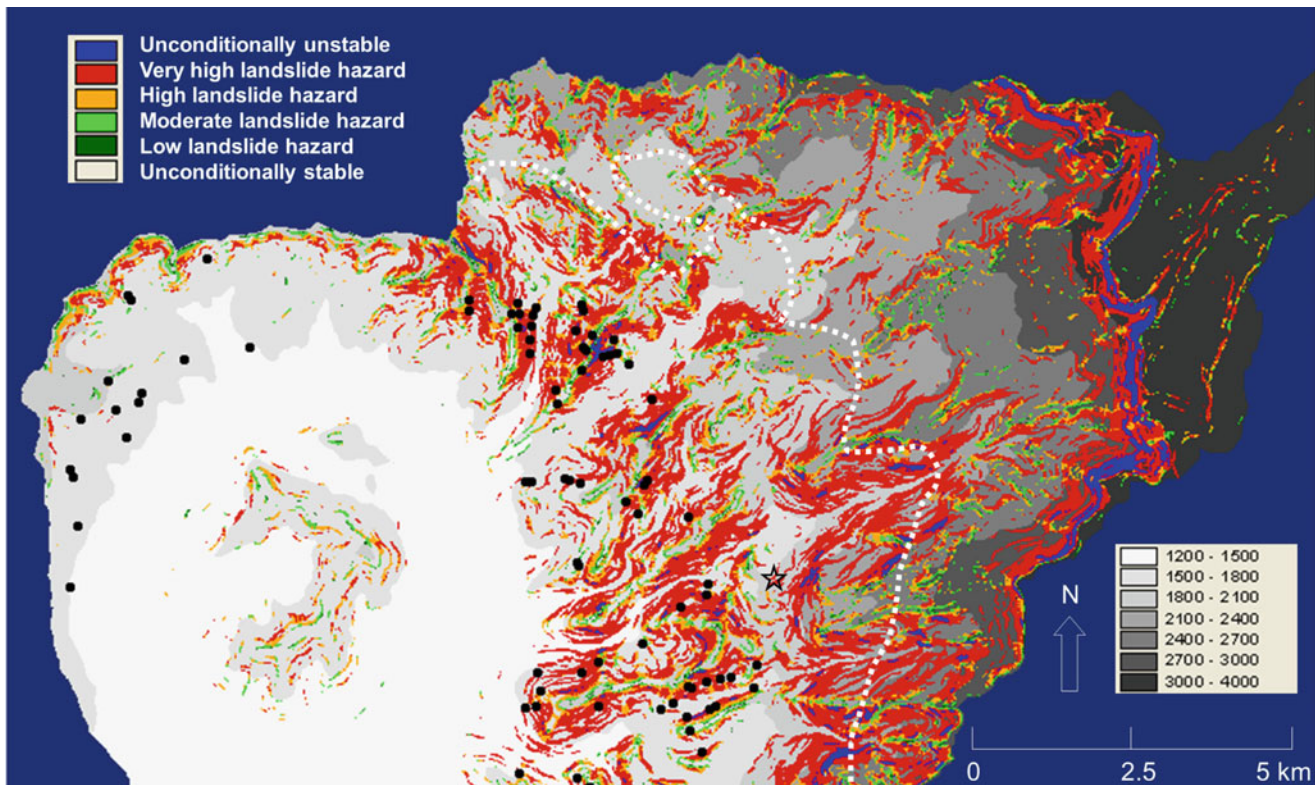 Unconditionally unstable
Very high landslide hazard
High landslide hazard
Moderate landslide hazard
Low landslide hazard
Unconditionally stable
1200 - 1500
1500 - 1800
1800 - 2100
2100 - 2400
2400 - 2700
2700 - 3000
3000 - 4000
N
0 2.5 5 km